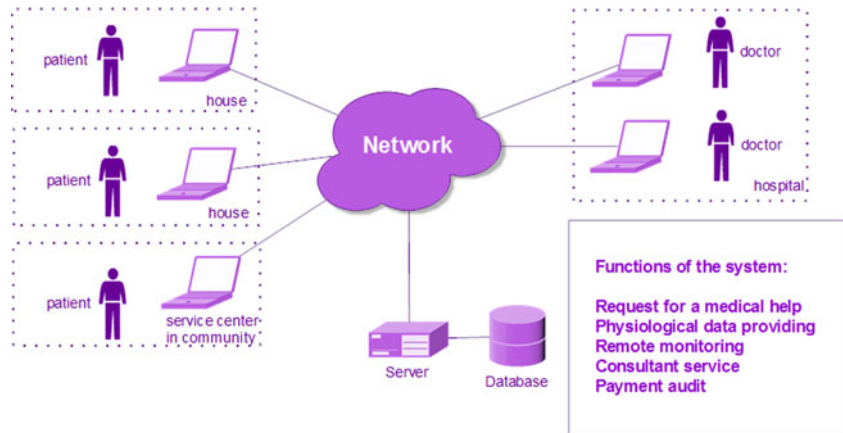 patient
house
patient
house
patient
service center
in community
Network
doctor
doctor
hospital
Server
Database
Functions of the system:
Request for a medical help
Physiological data providing
Remote monitoring
Consultant service
Payment audit